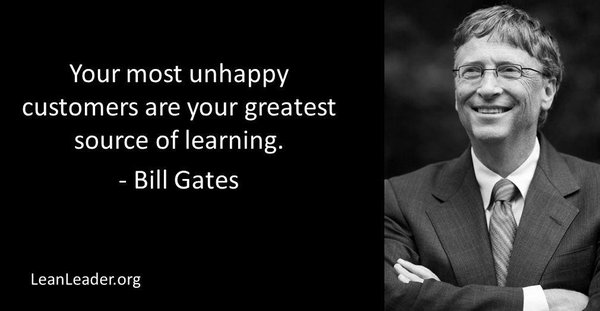 Your most unhappy
customers are your greatest
source of learning.
- Bill Gates
LeanLeader.org